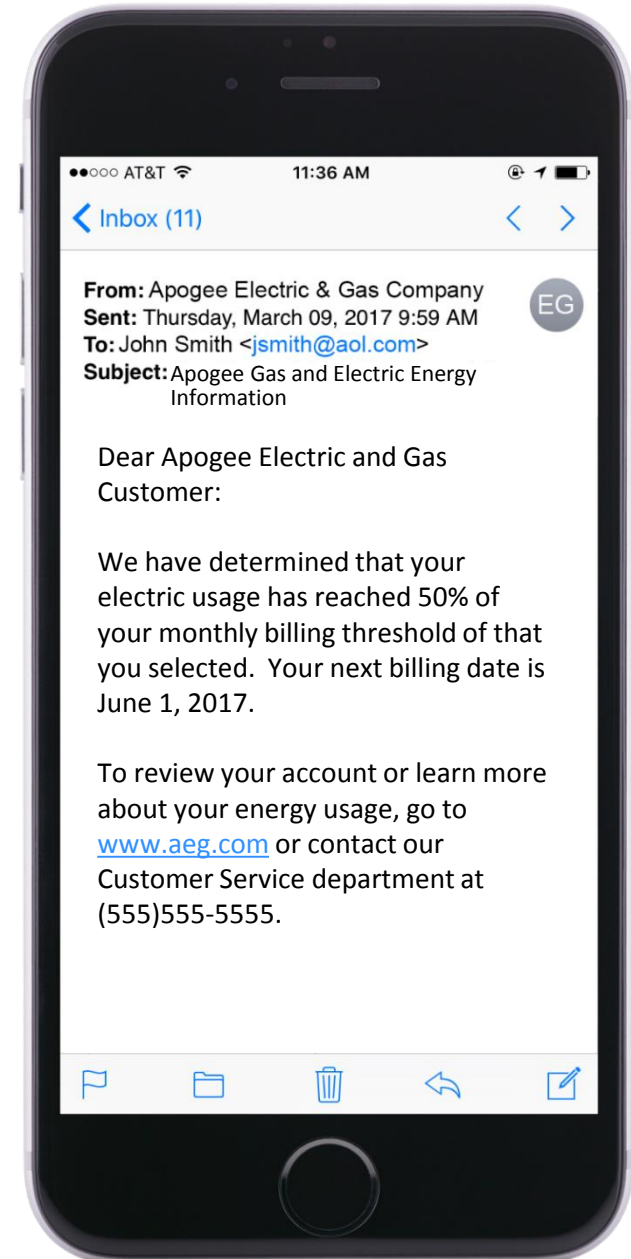 ●●○○○ AT&T 11:36 AM
Inbox (11)
From: Apogee Electric & Gas Company
EG
Sent: Thursday, March 09, 2017 9:59 AM
To: John Smith <jsmith@aol.com>
Subject: Apogee Gas and Electric Energy
Information
Dear Apogee Electric and Gas
Customer:
We have determined that your
electric usage has reached 50% of
your monthly billing threshold of that
you selected.  Your next billing date is
June 1, 2017.
To review your account or learn more
about your energy usage, go to
www.aeg.com or contact our
Customer Service department at
(555)555-5555.